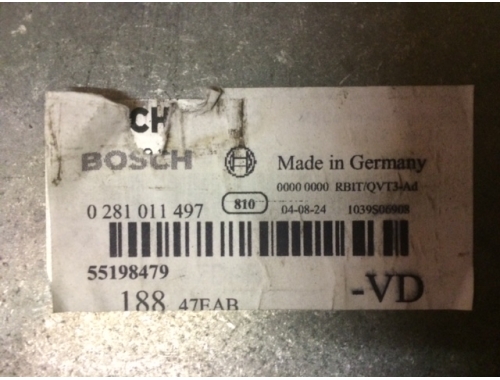 CH
BOSCH Made in Germany
0000 0000 RBIT/QVT3-Ad
0 281 011 497 810 04-08-24 1039S06908
55198479
188 47EAB -VD